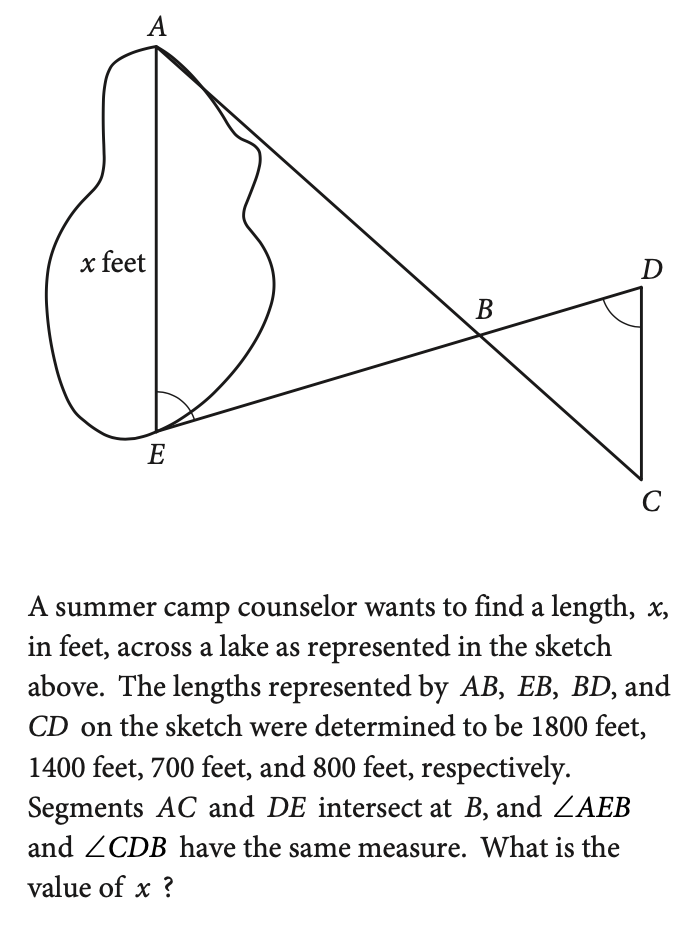 A
x feet
D
B
E
C
A summer camp counselor wants to find a length, x,
in feet, across a lake as represented in the sketch
above. The lengths represented by AB, EB, BD, and
CD on the sketch were determined to be 1800 feet,
1400 feet, 700 feet, and 800 feet, respectively.
Segments AC and DE intersect at B, and ∠AEB
and ∠CDB have the same measure. What is the
value of x ?